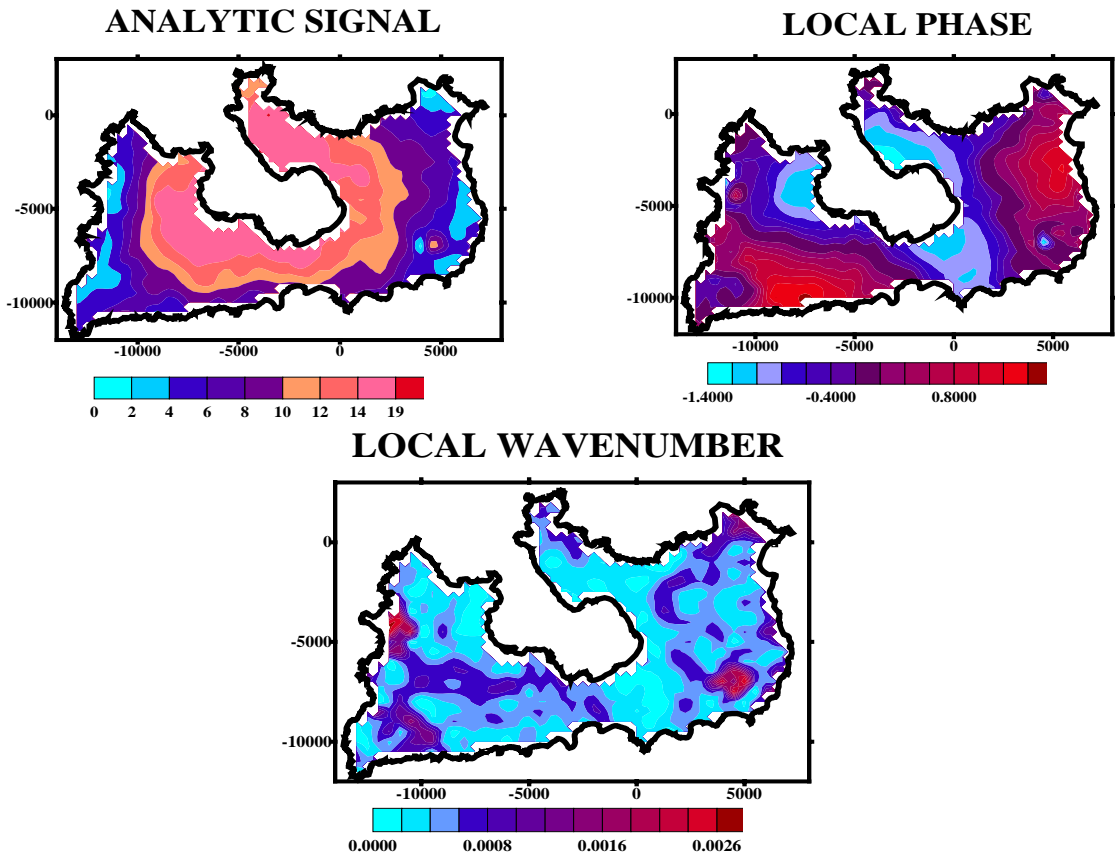 ANALYTIC SIGNAL
LOCAL PHASE
0
-5000
-10000
-10000 -5000 0 5000
0 2 4 6 8 10 12 14 19
0
-5000
-10000
-10000 -5000 0 5000
-1.4000 -0.4000 0.8000
LOCAL WAVENUMBER
0
-5000
-10000
-10000 -5000 0 5000
0.0000 0.0008 0.0016 0.0026